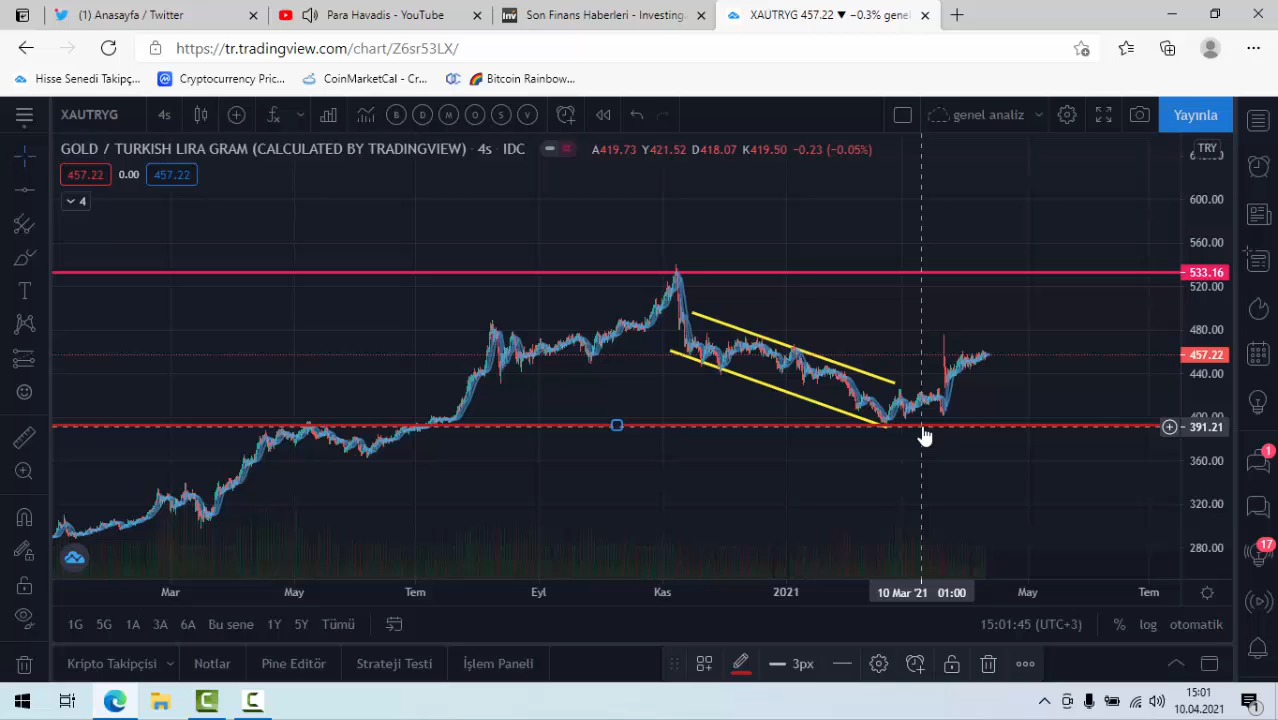 (1) Anasayfa / Twitter
Para Havadis - YouTube
Inv
Son Finans Haberleri - Investing.
XAUTRYG 457.22 ▼ −0.3% genel
https://tr.tradingview.com/chart/Z6sr53LX/
Hisse Senedi Takipç...
Cryptocurrency Pric...
CoinMarketCal - Cr...
Bitcoin Rainbow...
XAUTRYG
4s
B
D
M
O
S
V
genel analiz
Yayınla
GOLD / TURKISH LIRA GRAM (CALCULATED BY TRADINGVIEW) · 4s · IDC
A419.73 Y421.52 D418.07 K419.50 −0.23 (−0.05%)
TRY
457.22
0.00
457.22
4
600.00
560.00
533.16
520.00
480.00
457.22
440.00
400.00
391.21
360.00
320.00
280.00
Mar
May
Tem
Eyl
Kas
2021
10 Mar '21 01:00
May
Tem
1G
5G
1A
3A
6A
Bu sene
1Y
5Y
Tümü
15:01:45 (UTC+3)
%
log
otomatik
Kripto Takipçisi
Notlar
Pine Editör
Strateji Testi
İşlem Paneli
3px
1
17
15:01
10.04.2021
1